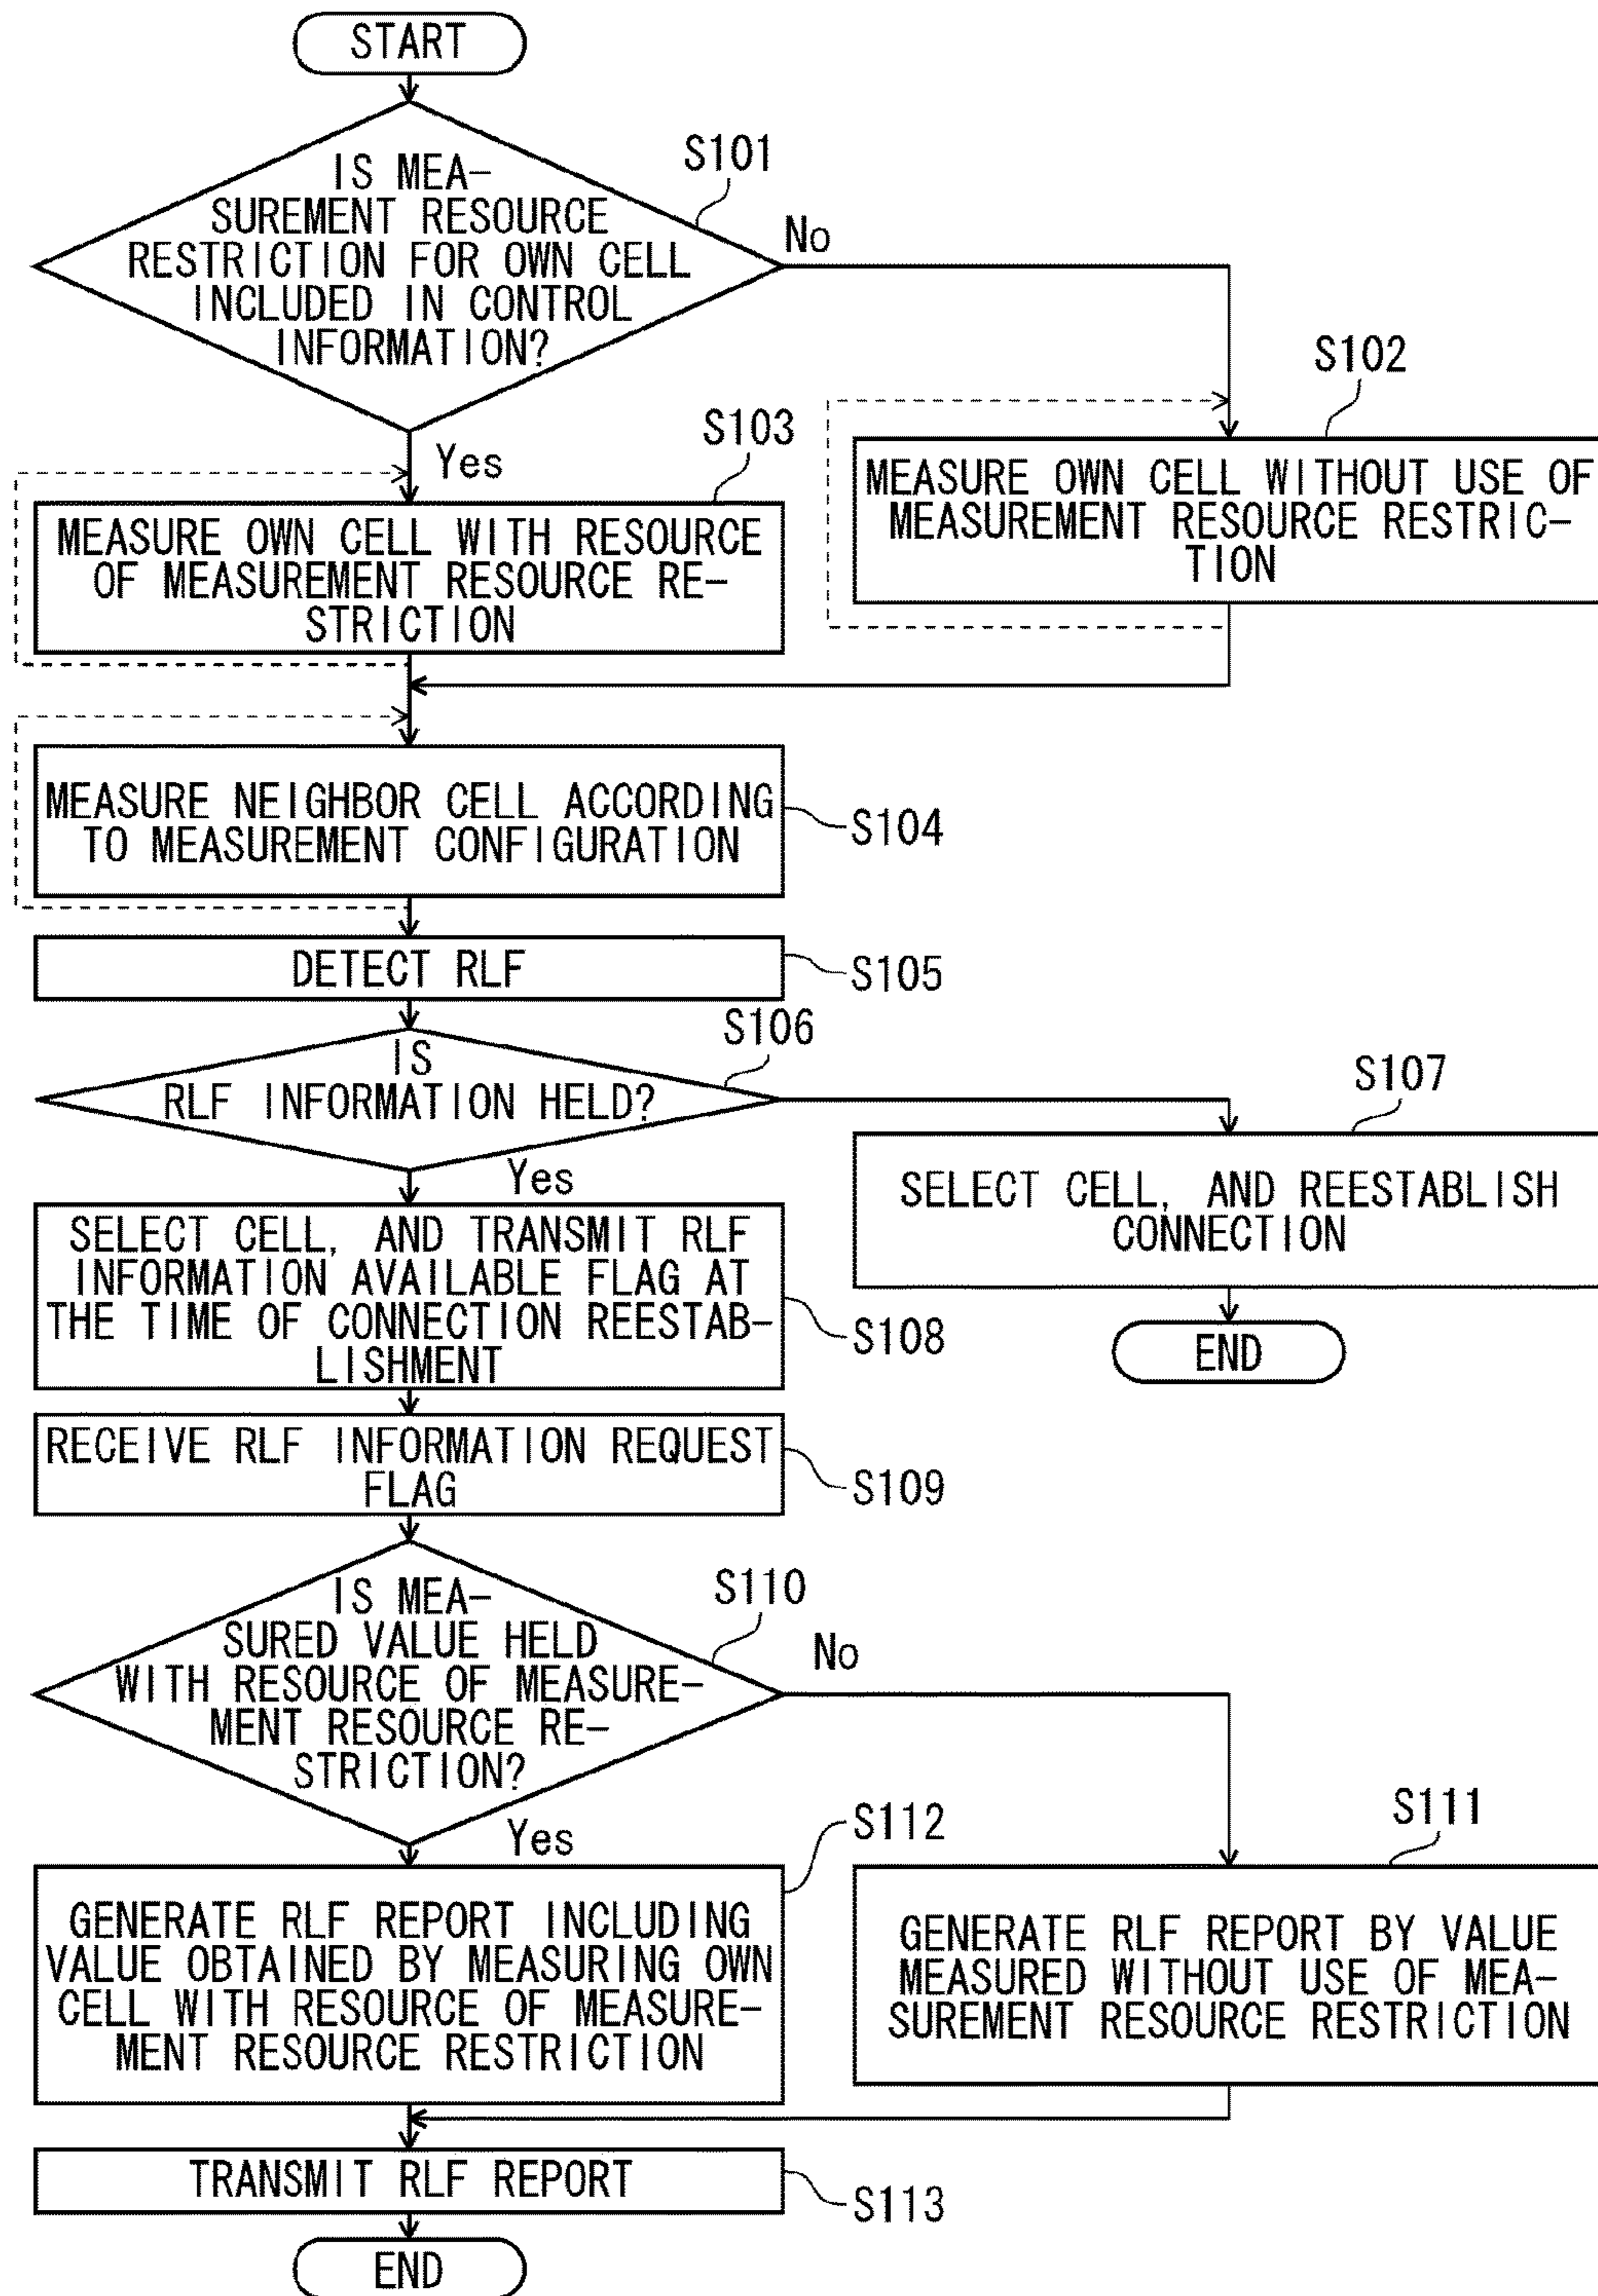 START
S101
IS MEA-
SUREMENT RESOURCE
RESTRICTION FOR OWN CELL
INCLUDED IN CONTROL
INFORMATION?
No
Yes
S102
MEASURE OWN CELL WITHOUT USE OF
MEASUREMENT RESOURCE RESTRIC-
TION
S103
MEASURE OWN CELL WITH RESOURCE
OF MEASUREMENT RESOURCE RE-
STRICTION
MEASURE NEIGHBOR CELL ACCORDING
TO MEASUREMENT CONFIGURATION
S104
DETECT RLF
S105
S106
IS
RLF INFORMATION HELD?
Yes
S107
SELECT CELL, AND REESTABLISH
CONNECTION
END
SELECT CELL, AND TRANSMIT RLF
INFORMATION AVAILABLE FLAG AT
THE TIME OF CONNECTION REESTAB-
LISHMENT
S108
RECEIVE RLF INFORMATION REQUEST
FLAG
S109
S110
IS MEA-
SURED VALUE HELD
WITH RESOURCE OF MEASURE-
MENT RESOURCE RE-
STRICTION?
No
Yes
S111
GENERATE RLF REPORT BY VALUE
MEASURED WITHOUT USE OF MEA-
SUREMENT RESOURCE RESTRICTION
S112
GENERATE RLF REPORT INCLUDING
VALUE OBTAINED BY MEASURING OWN
CELL WITH RESOURCE OF MEASURE-
MENT RESOURCE RESTRICTION
TRANSMIT RLF REPORT
S113
END